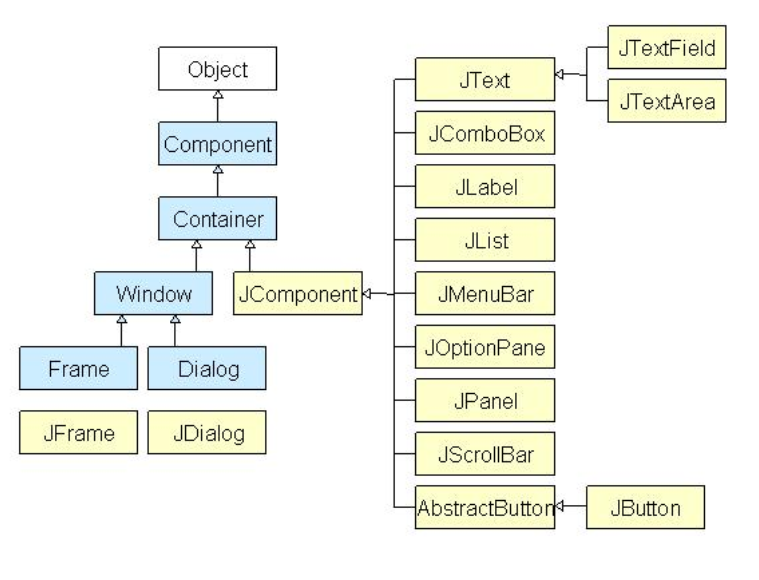 Object
Component
Container
Window
JComponent
Frame
Dialog
JFrame
JDialog
JText
JComboBox
JLabel
JList
JMenuBar
JOptionPane
JPanel
JScrollBar
AbstractButton
JTextField
JTextArea
JButton